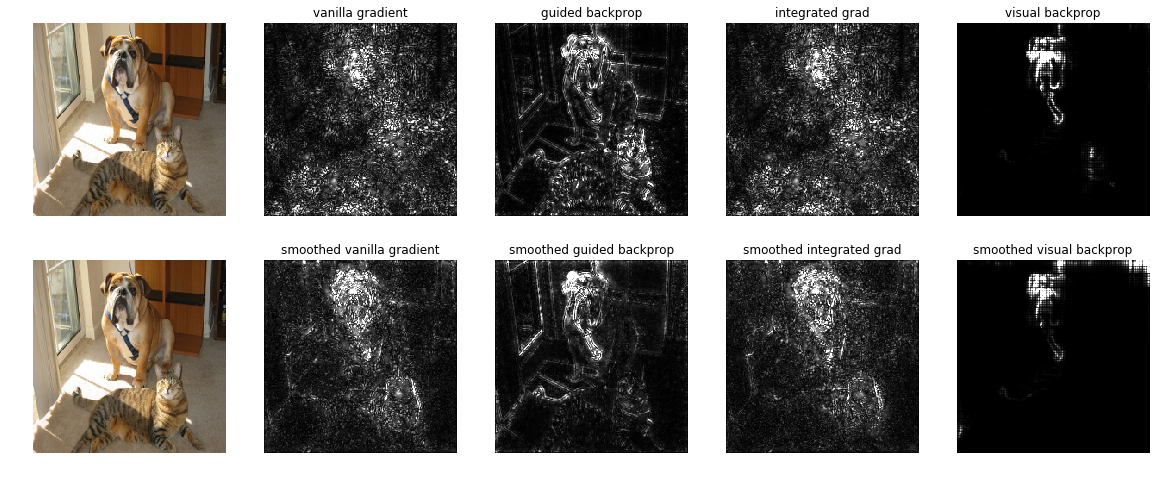 vanilla gradient
guided backprop
integrated grad
visual backprop
smoothed vanilla gradient
smoothed guided backprop
smoothed integrated grad
smoothed visual backprop